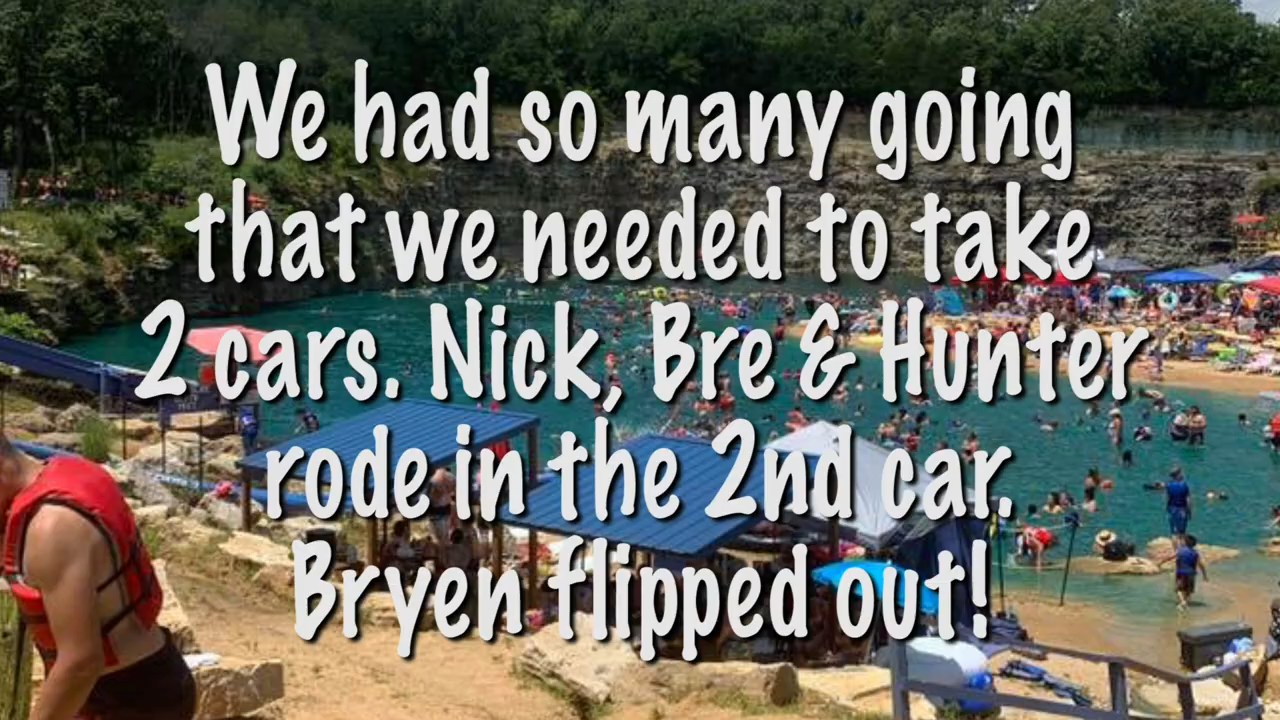 We had so many going
that we needed to take
2 cars. Nick, Bre & Hunter
rode in the 2nd car.
Bryen flipped out!